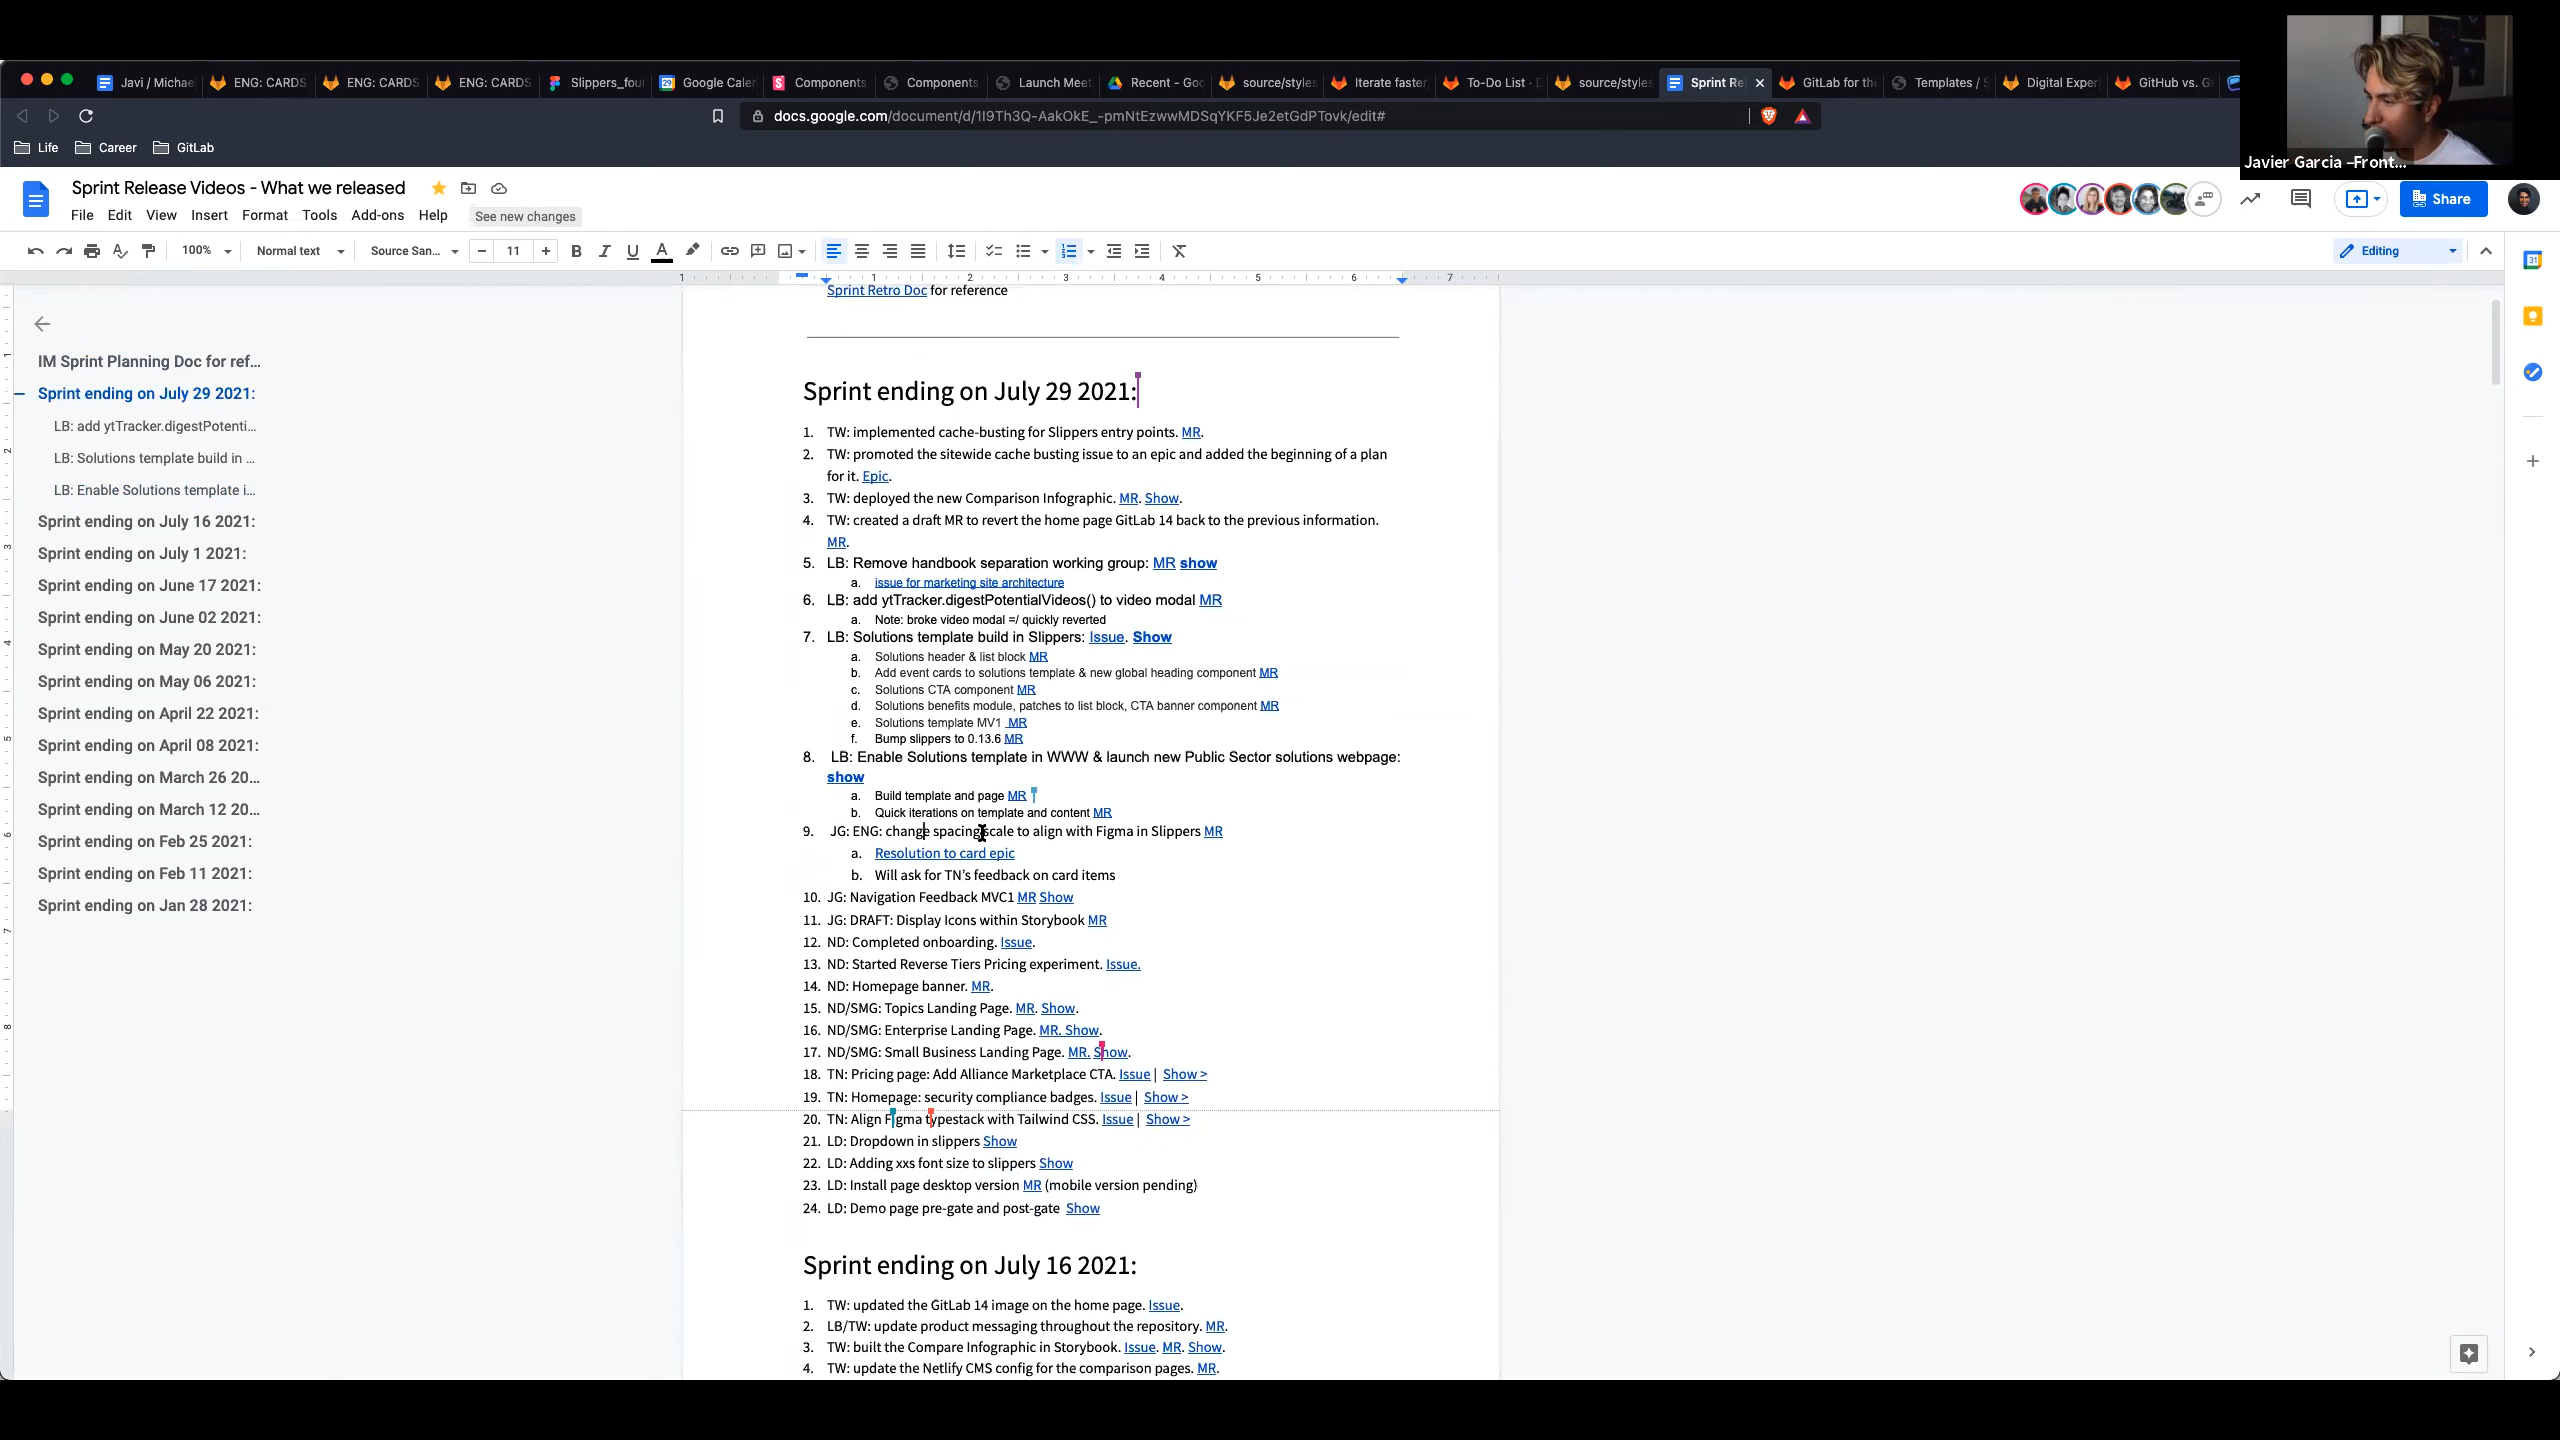 Javi / Michae
ENG: CARDS
ENG: CARDS
ENG: CARDS
Slippers_fou
Google Caler
Components
Components
Launch Meet
Recent - Goo
source/styles
Iterate faster
To-Do List · D
source/styles
Sprint Re
GitLab for the
Templates / S
Digital Exper
GitHub vs. G
docs.google.com/document/d/1I9Th3Q-AakOkE_-pmNtEzwwMDSqYKF5Je2etGdPTovk/edit#
Life
Career
GitLab
Javier Garcia –Front...
Sprint Release Videos - What we released
File Edit View Insert Format Tools Add-ons Help See new changes
Share
100% Normal text Source San... 11 Editing
1 1 2 3 4 5 6 7
Sprint Retro Doc for reference
IM Sprint Planning Doc for ref...
Sprint ending on July 29 2021:
LB: add ytTracker.digestPotenti...
LB: Solutions template build in ...
LB: Enable Solutions template i...
Sprint ending on July 16 2021:
Sprint ending on July 1 2021:
Sprint ending on June 17 2021:
Sprint ending on June 02 2021:
Sprint ending on May 20 2021:
Sprint ending on May 06 2021:
Sprint ending on April 22 2021:
Sprint ending on April 08 2021:
Sprint ending on March 26 20...
Sprint ending on March 12 20...
Sprint ending on Feb 25 2021:
Sprint ending on Feb 11 2021:
Sprint ending on Jan 28 2021:
Sprint ending on July 29 2021:
1. TW: implemented cache-busting for Slippers entry points. MR.
2. TW: promoted the sitewide cache busting issue to an epic and added the beginning of a plan
for it. Epic.
3. TW: deployed the new Comparison Infographic. MR. Show.
4. TW: created a draft MR to revert the home page GitLab 14 back to the previous information.
MR.
5. LB: Remove handbook separation working group: MR show
a. issue for marketing site architecture
6. LB: add ytTracker.digestPotentialVideos() to video modal MR
a. Note: broke video modal =/ quickly reverted
7. LB: Solutions template build in Slippers: Issue. Show
a. Solutions header & list block MR
b. Add event cards to solutions template & new global heading component MR
c. Solutions CTA component MR
d. Solutions benefits module, patches to list block, CTA banner component MR
e. Solutions template MV1 MR
f. Bump slippers to 0.13.6 MR
8. LB: Enable Solutions template in WWW & launch new Public Sector solutions webpage:
show
a. Build template and page MR
b. Quick iterations on template and content MR
9. JG: ENG: change spacing scale to align with Figma in Slippers MR
a. Resolution to card epic
b. Will ask for TN's feedback on card items
10. JG: Navigation Feedback MVC1 MR Show
11. JG: DRAFT: Display Icons within Storybook MR
12. ND: Completed onboarding. Issue.
13. ND: Started Reverse Tiers Pricing experiment. Issue.
14. ND: Homepage banner. MR.
15. ND/SMG: Topics Landing Page. MR. Show.
16. ND/SMG: Enterprise Landing Page. MR. Show.
17. ND/SMG: Small Business Landing Page. MR. Show.
18. TN: Pricing page: Add Alliance Marketplace CTA. Issue | Show >
19. TN: Homepage: security compliance badges. Issue | Show >
20. TN: Align Figma typestack with Tailwind CSS. Issue | Show >
21. LD: Dropdown in slippers Show
22. LD: Adding xxs font size to slippers Show
23. LD: Install page desktop version MR (mobile version pending)
24. LD: Demo page pre-gate and post-gate Show
Sprint ending on July 16 2021:
1. TW: updated the GitLab 14 image on the home page. Issue.
2. LB/TW: update product messaging throughout the repository. MR.
3. TW: built the Compare Infographic in Storybook. Issue. MR. Show.
4. TW: update the Netlify CMS config for the comparison pages. MR.